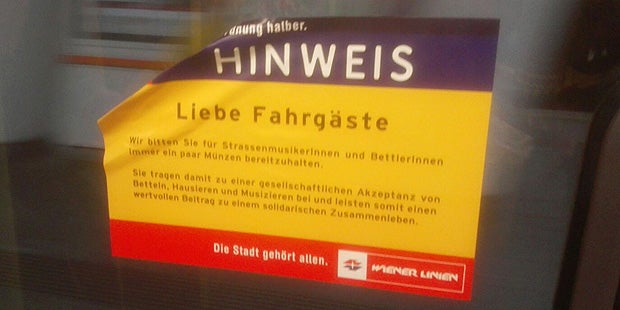 dnung halber.
HINWEIS
Liebe Fahrgäste
Wir bitten Sie für StrassenmusikerInnen und BettlerInnen
immer ein paar Münzen bereitzuhalten.
Sie tragen damit zu einer gesellschaftlichen Akzeptanz von
Betteln, Hausieren und Musizieren bei und leisten somit einen
wertvollen Beitrag zu einem solidarischen Zusammenleben.
Die Stadt gehört allen.
WIENER LINIEN